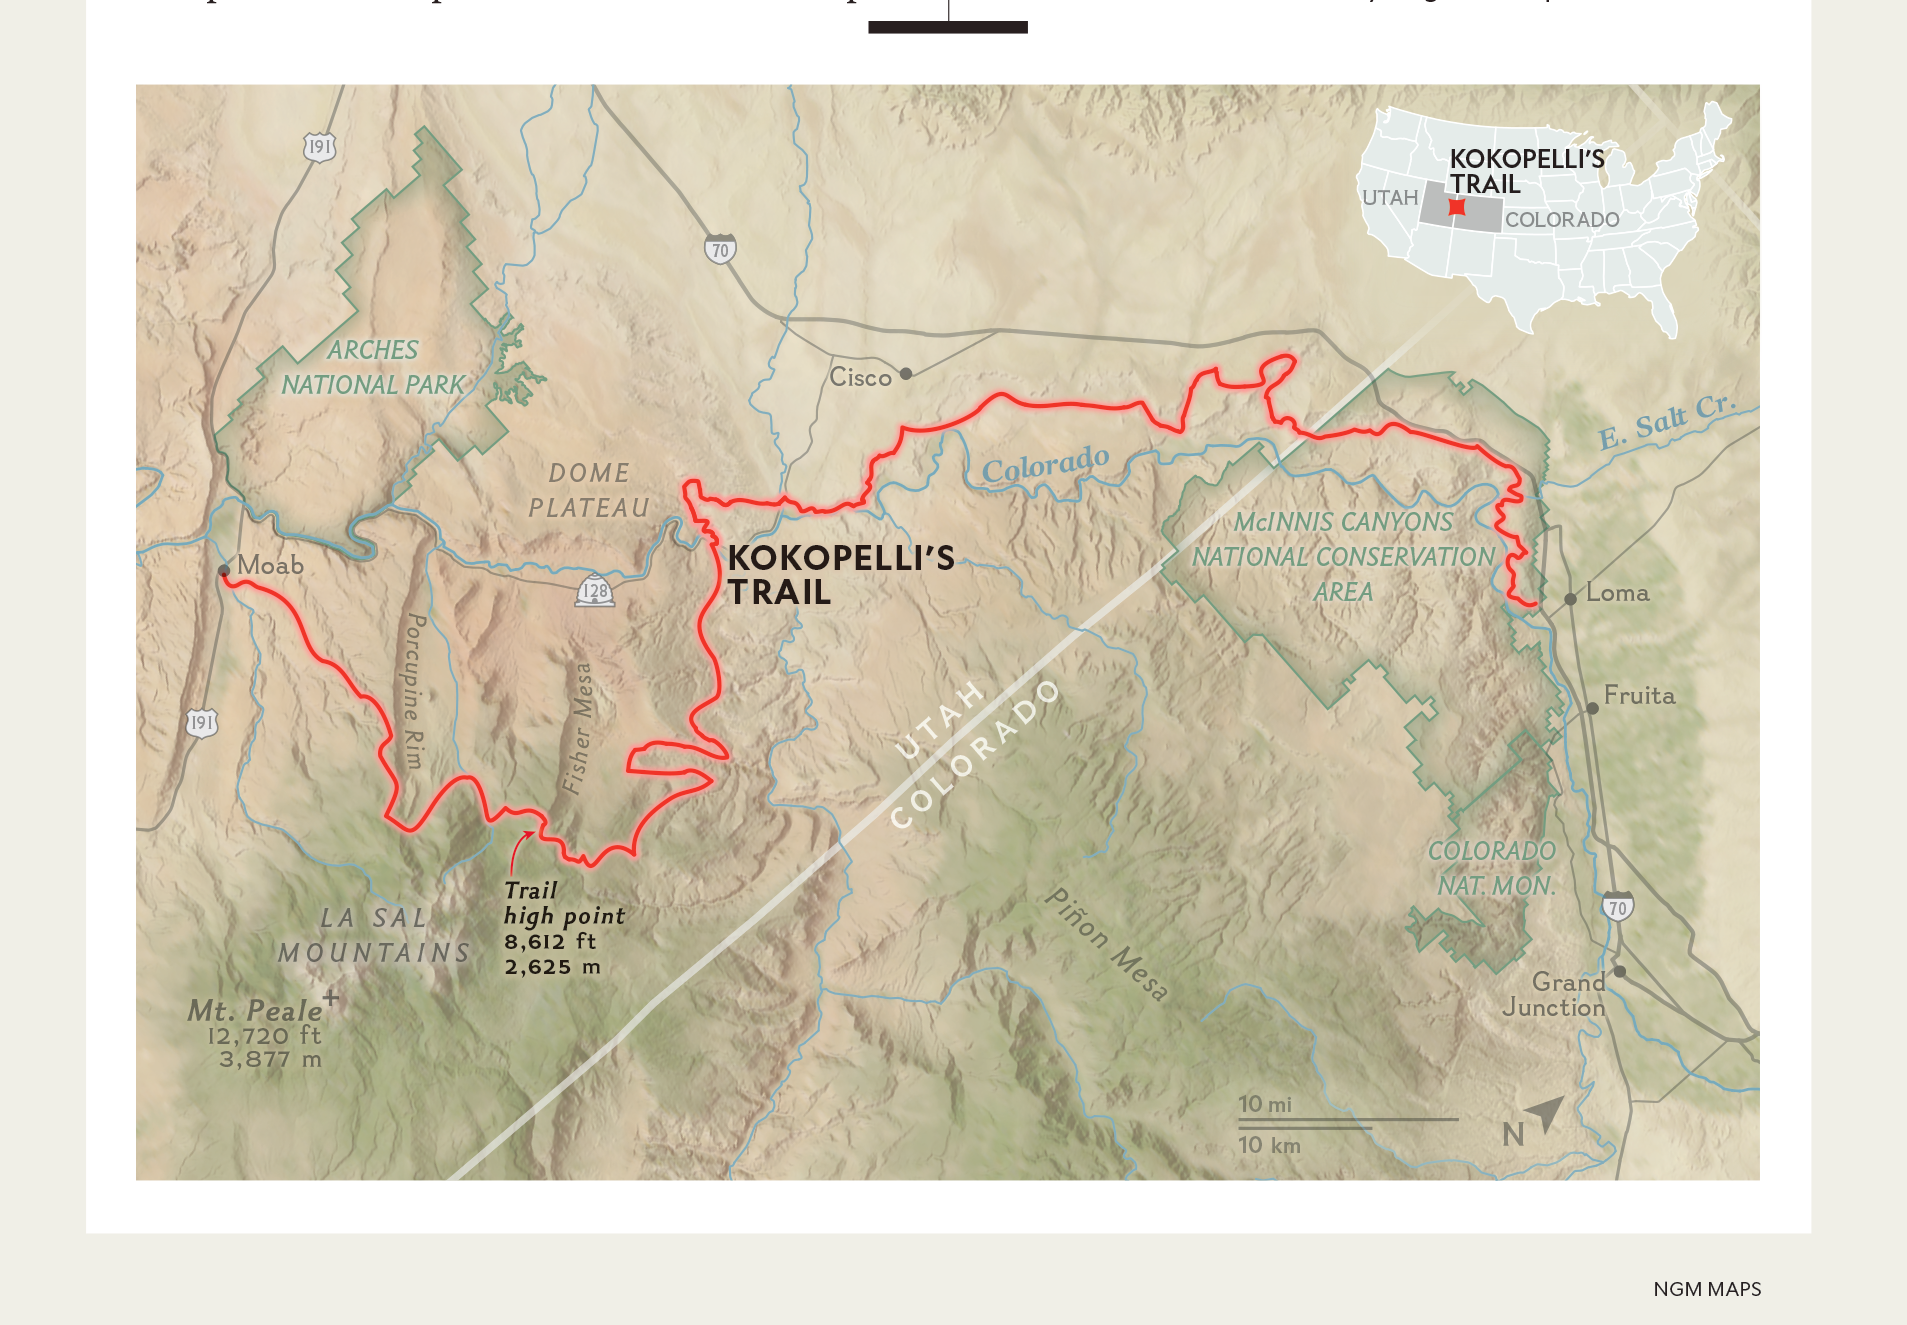 191
70
KOKOPELLI'S
TRAIL
UTAH
COLORADO
ARCHES
NATIONAL PARK
Cisco
E. Salt Cr.
Colorado
DOME
PLATEAU
McINNIS CANYONS
NATIONAL CONSERVATION
AREA
KOKOPELLI'S
TRAIL
Moab
128
Loma
Porcupine Rim
Fisher Mesa
UTAH
COLORADO
Fruita
191
COLORADO
NAT. MON.
Trail
high point
8,612 ft
2,625 m
LA SAL
MOUNTAINS
Piñon Mesa
70
Grand
Junction
Mt. Peale
12,720 ft
3,877 m
10 mi
10 km
N
NGM MAPS